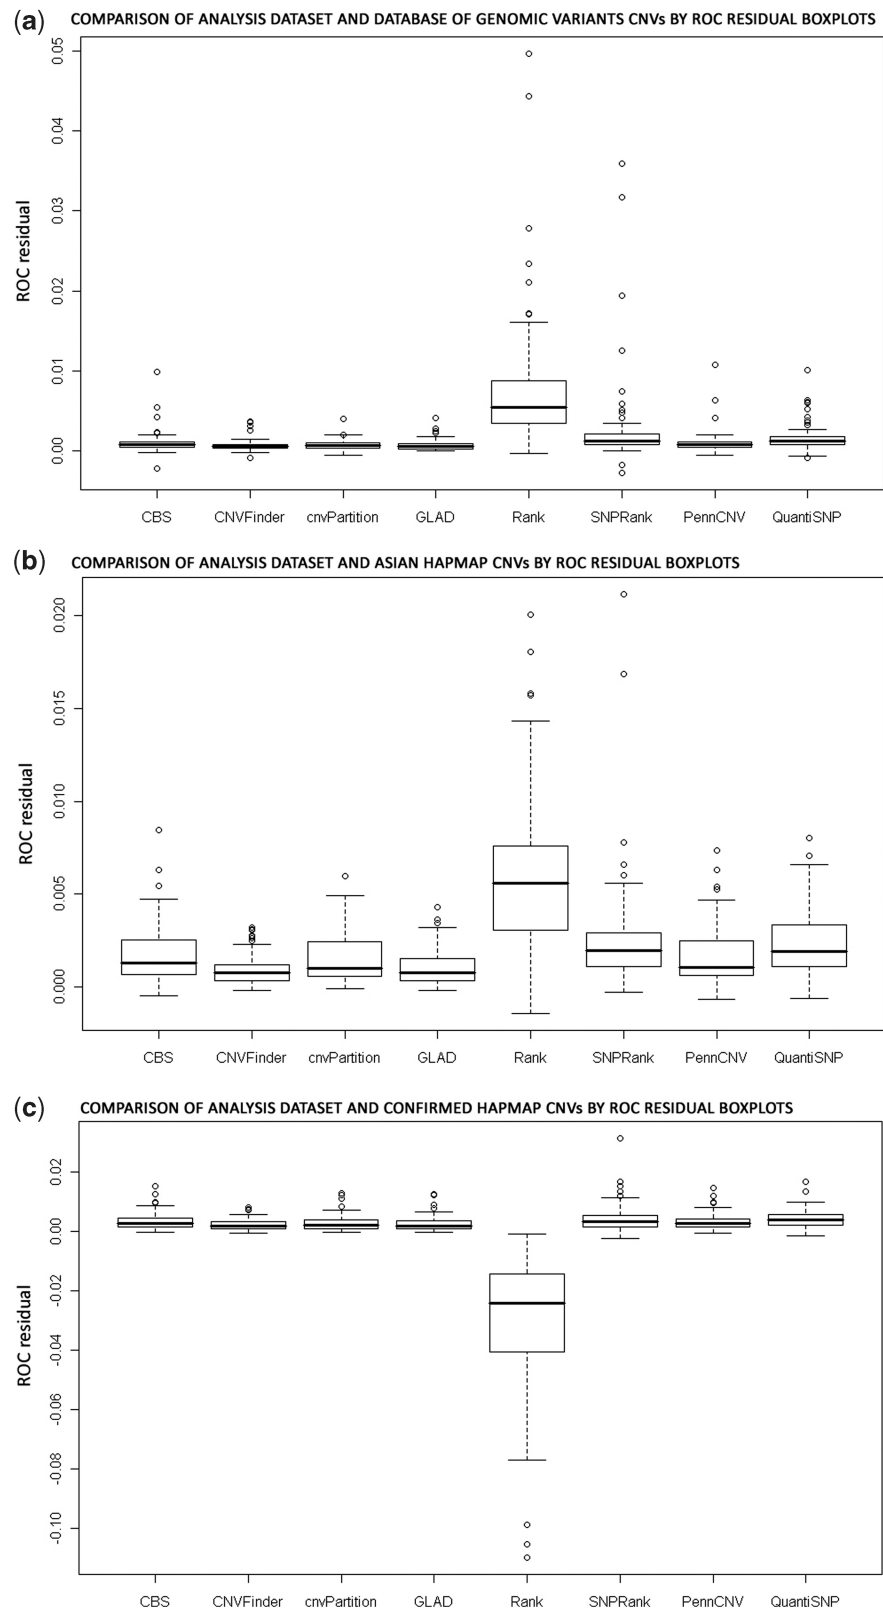 (a) COMPARISON OF ANALYSIS DATASET AND DATABASE OF GENOMIC VARIANTS CNVs BY ROC RESIDUAL BOXPLOTS
ROC residual
0.05
0.04
0.03
0.02
0.01
0.00
CBS CNVFinder cnvPartition GLAD Rank SNPRank PennCNV QuantiSNP
(b) COMPARISON OF ANALYSIS DATASET AND ASIAN HAPMAP CNVs BY ROC RESIDUAL BOXPLOTS
ROC residual
0.020
0.015
0.010
0.005
0.000
CBS CNVFinder cnvPartition GLAD Rank SNPRank PennCNV QuantiSNP
(c) COMPARISON OF ANALYSIS DATASET AND CONFIRMED HAPMAP CNVs BY ROC RESIDUAL BOXPLOTS
ROC residual
0.02
0.00
-0.02
-0.04
-0.06
-0.08
-0.10
CBS CNVFinder cnvPartition GLAD Rank SNPRank PennCNV QuantiSNP